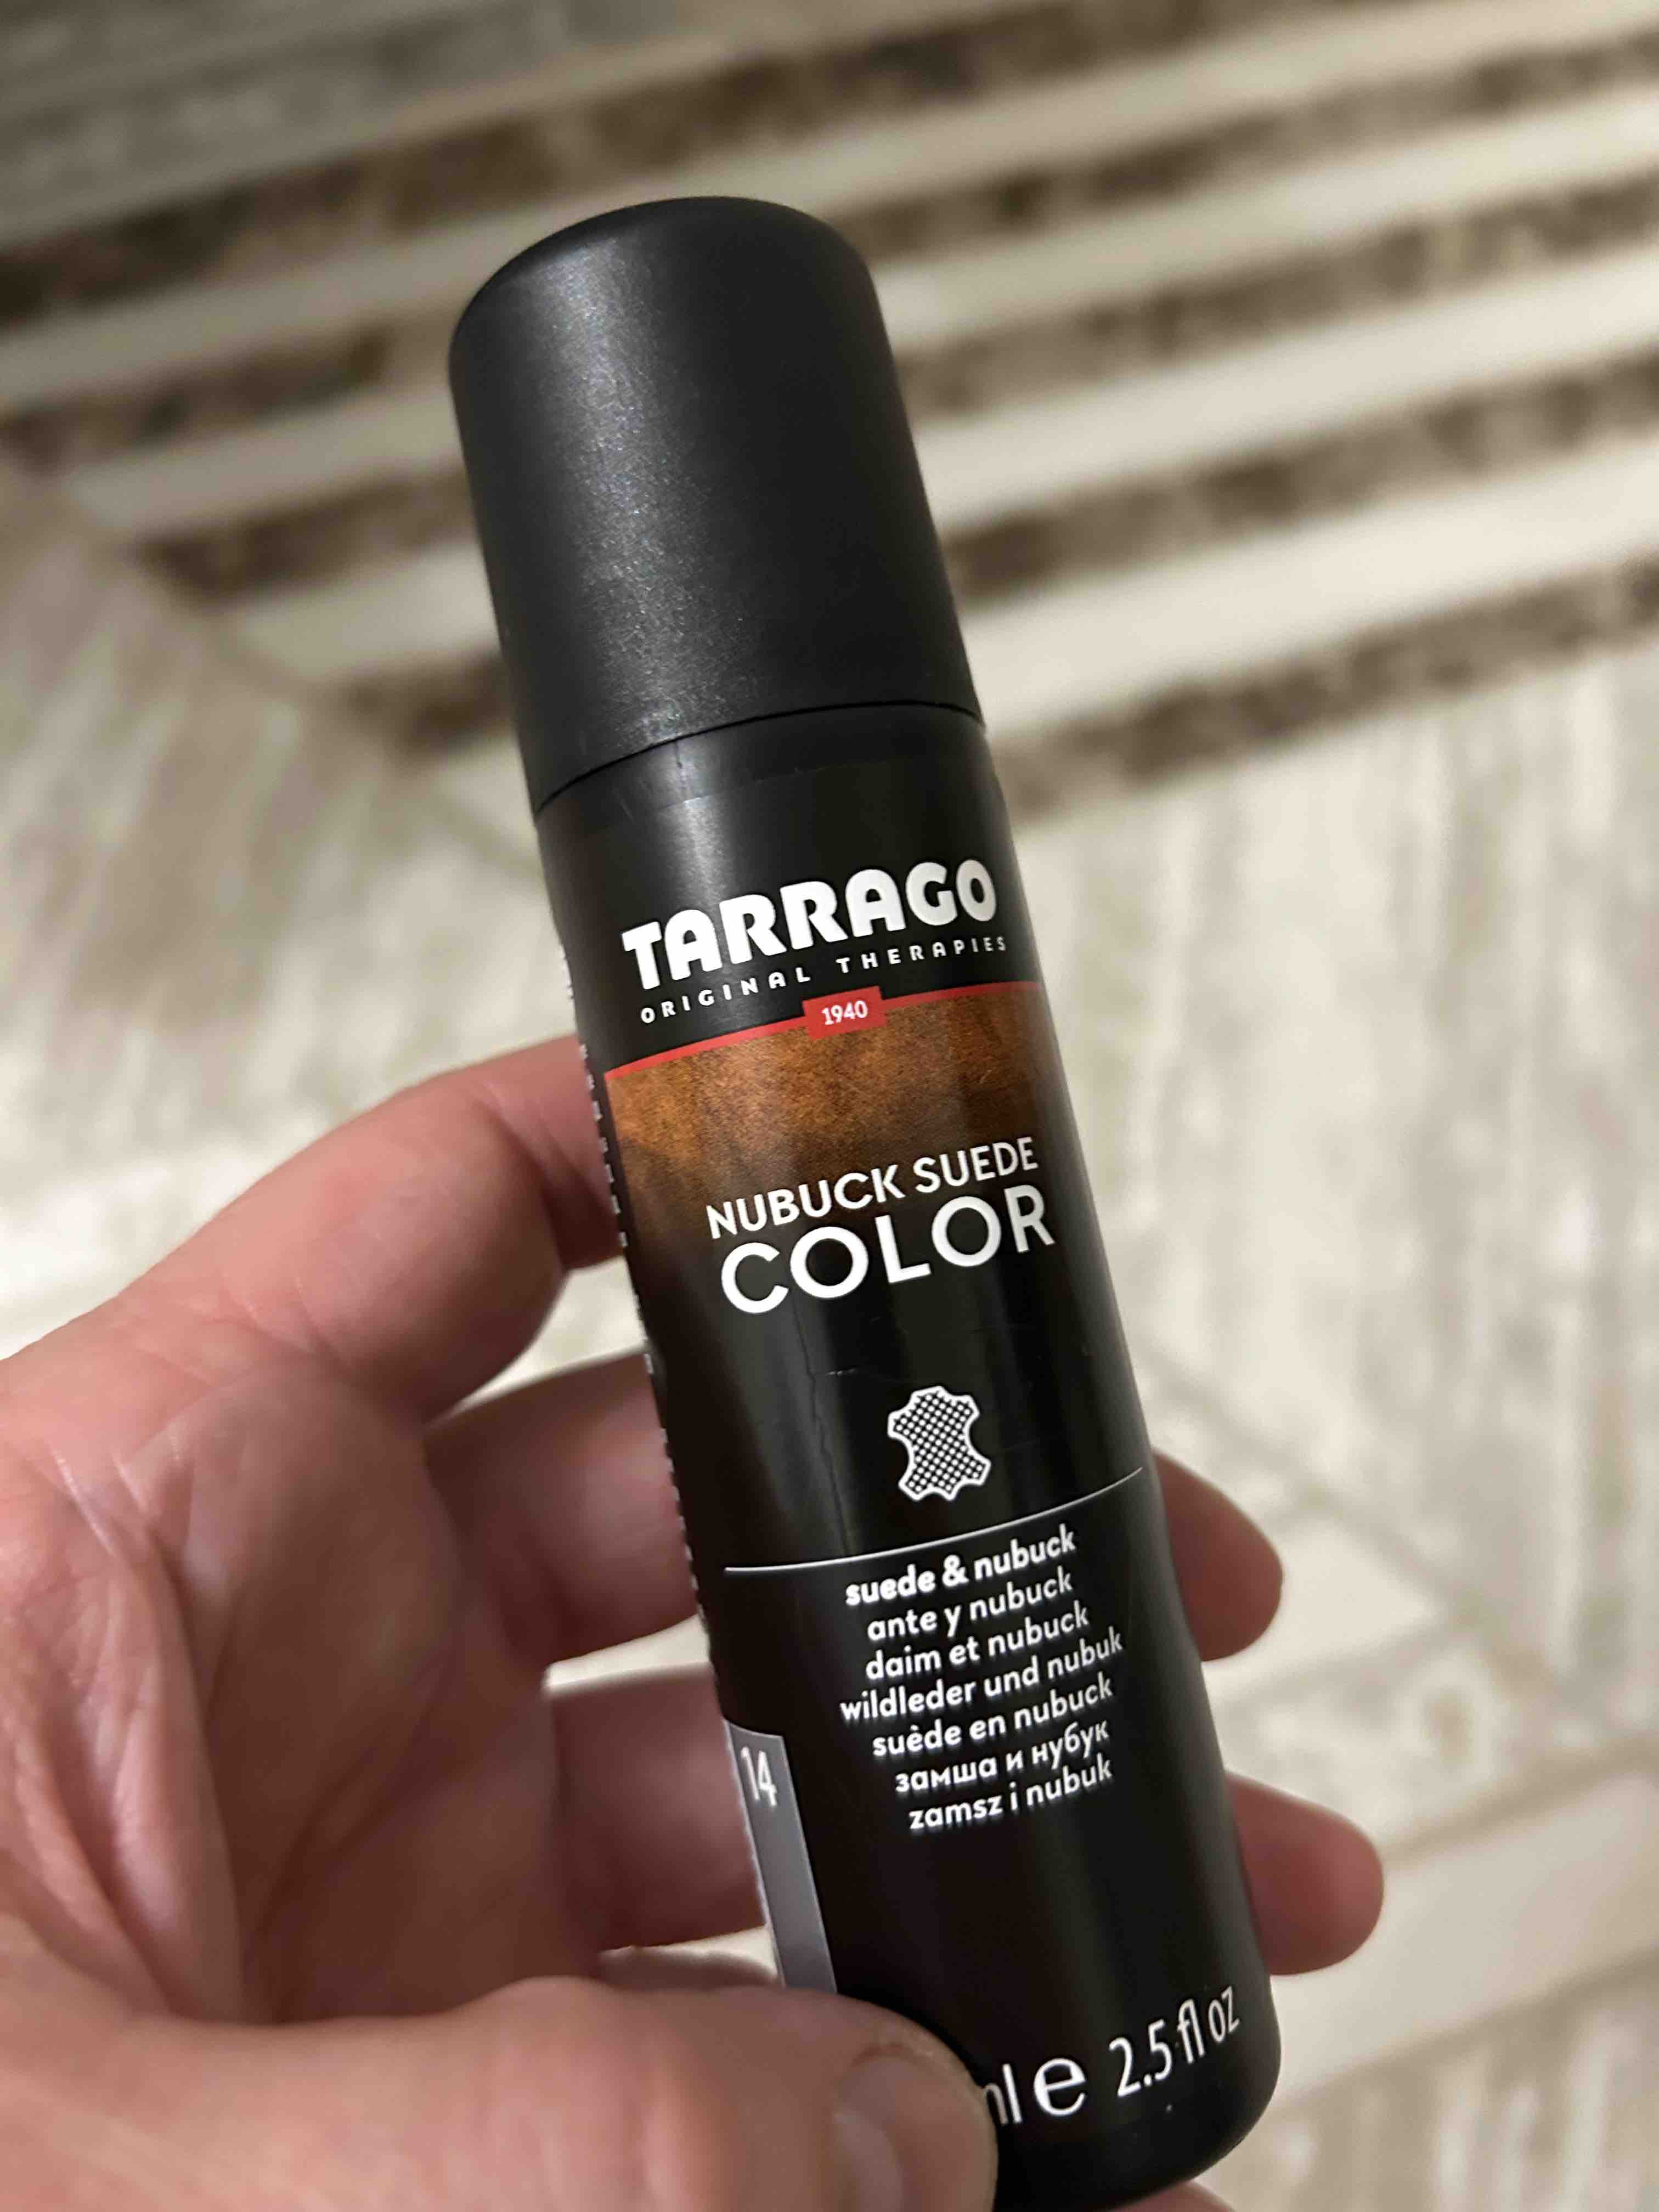 TARRAGO
ORIGINAL THERAPIES
1940
NUBUCK SUEDE
COLOR
suede & nubuck
ante y nubuck
daim et nubuck
wildleder und nubuk
suède en nubuck
замша и нубук
zamsz i nubuk
14
ml e 2.5 fl oz